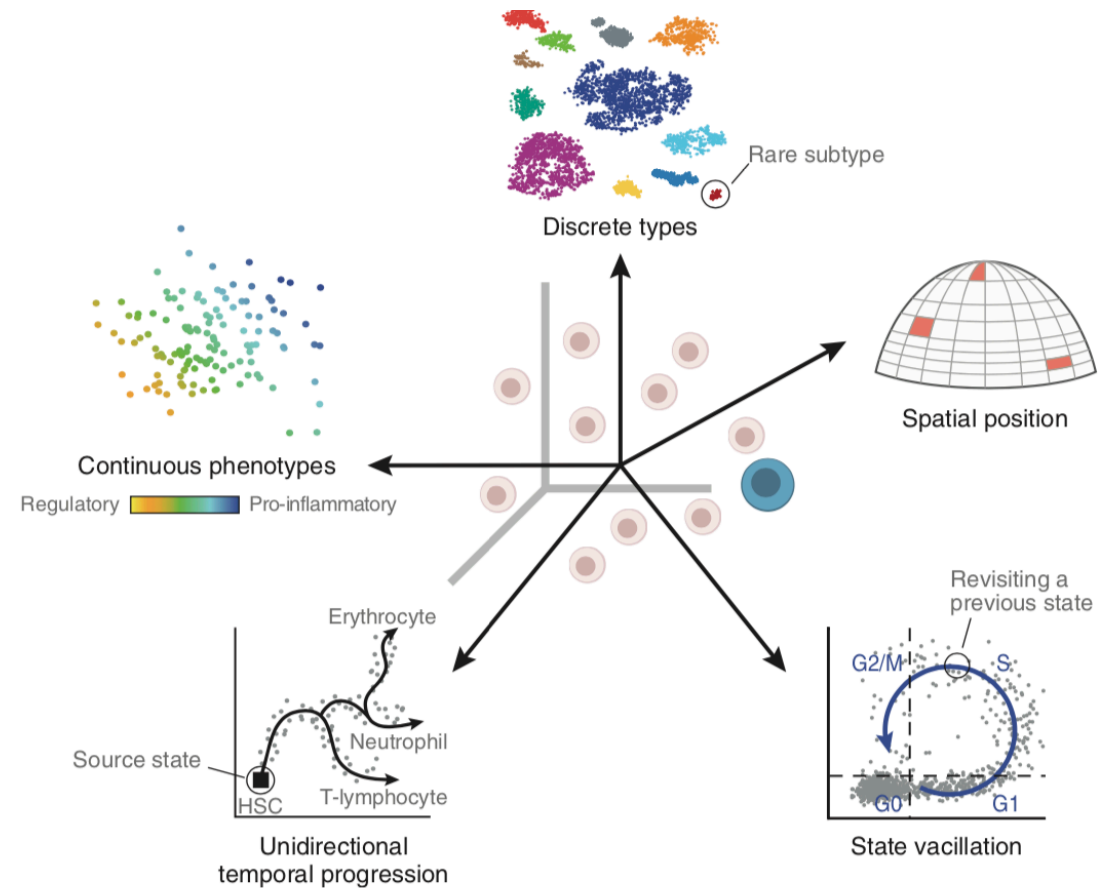 Rare subtype
Discrete types
Spatial position
Continuous phenotypes
Regulatory
Pro-inflammatory
Erythrocyte
Neutrophil
T-lymphocyte
Source state
HSC
Unidirectional
temporal progression
Revisiting a
previous state
G2/M
S
G0
G1
State vacillation